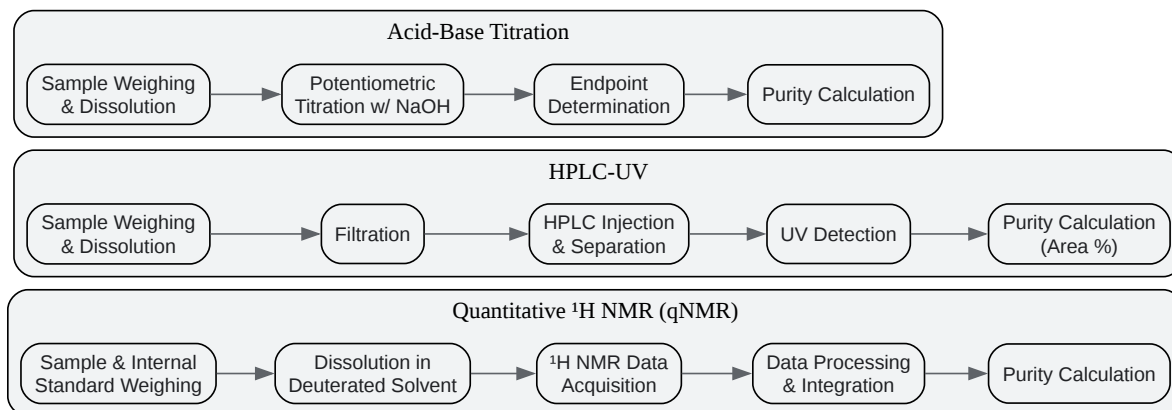 Acid-Base Titration
Sample Weighing
& Dissolution
Potentiometric
Titration w/ NaOH
Endpoint
Determination
Purity Calculation
HPLC-UV
Sample Weighing
& Dissolution
Filtration
HPLC Injection
& Separation
UV Detection
Purity Calculation
(Area %)
Quantitative ¹H NMR (qNMR)
Sample & Internal
Standard Weighing
Dissolution in
Deuterated Solvent
¹H NMR Data
Acquisition
Data Processing
& Integration
Purity Calculation